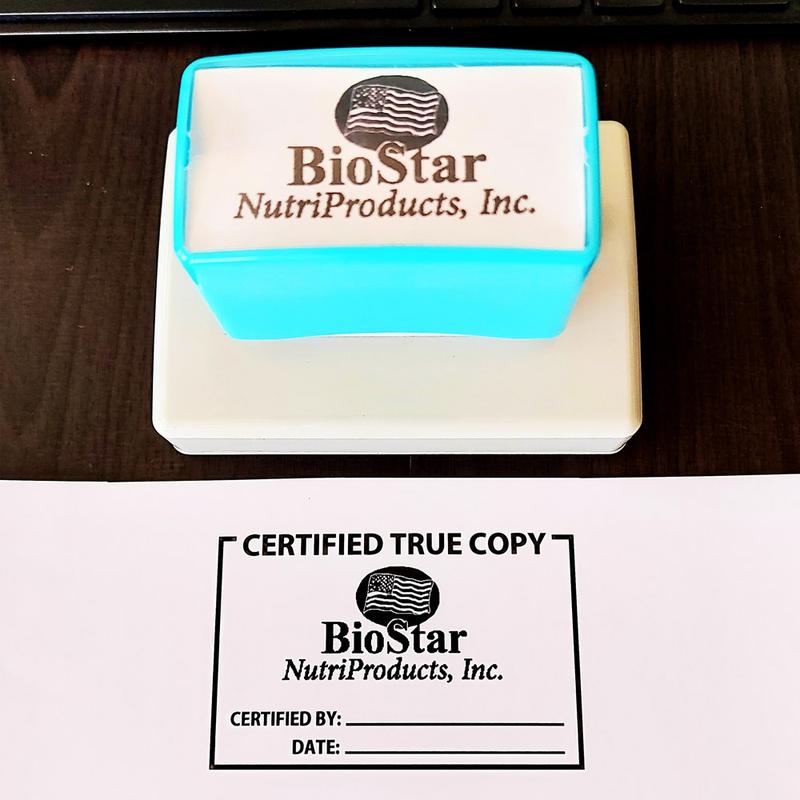 BioStar
NutriProducts, Inc.
CERTIFIED TRUE COPY
BioStar
NutriProducts, Inc.
CERTIFIED BY:
DATE: